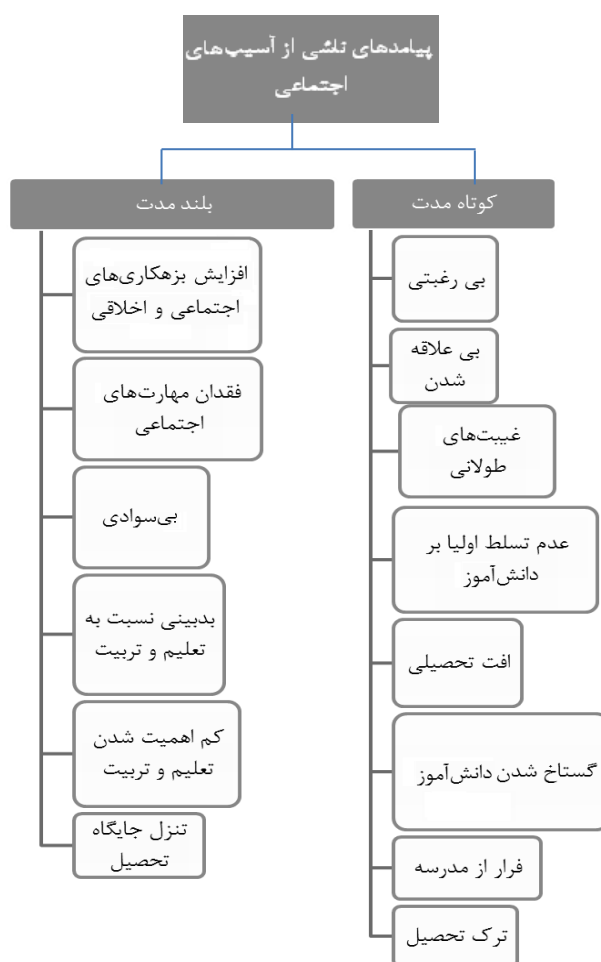 پیامدهای ناشی از آسیب‌های
اجتماعی
کوتاه مدت
بی رغبتی
بی علاقه
شدن
غیبت‌های
طولانی
عدم تسلط اولیا بر
دانش‌آموز
افت تحصیلی
گستاخ شدن دانش‌آموز
فرار از مدرسه
ترک تحصیل
بلند مدت
افزایش بزهکاری‌های
اجتماعی و اخلاقی
فقدان مهارت‌های
اجتماعی
بی‌سوادی
بدبینی نسبت به
تعلیم و تربیت
کم اهمیت شدن
تعلیم و تربیت
تنزل جایگاه
تحصیل